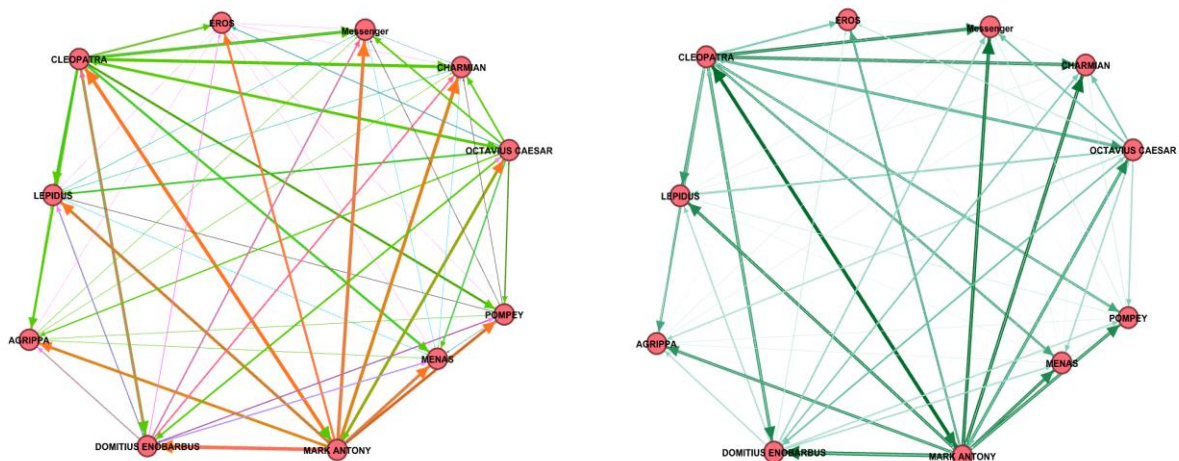 EROS
Messenger
CLEOPATRA
CHARMIAN
OCTAVIUS CAESAR
LEPIDUS
POMPEY
AGRIPPA
MENAS
DOMITIUS ENOBARBUS
MARK ANTONY
EROS
Messenger
CLEOPATRA
CHARMIAN
OCTAVIUS CAESAR
LEPIDUS
POMPEY
AGRIPPA
MENAS
DOMITIUS ENOBARBUS
MARK ANTONY